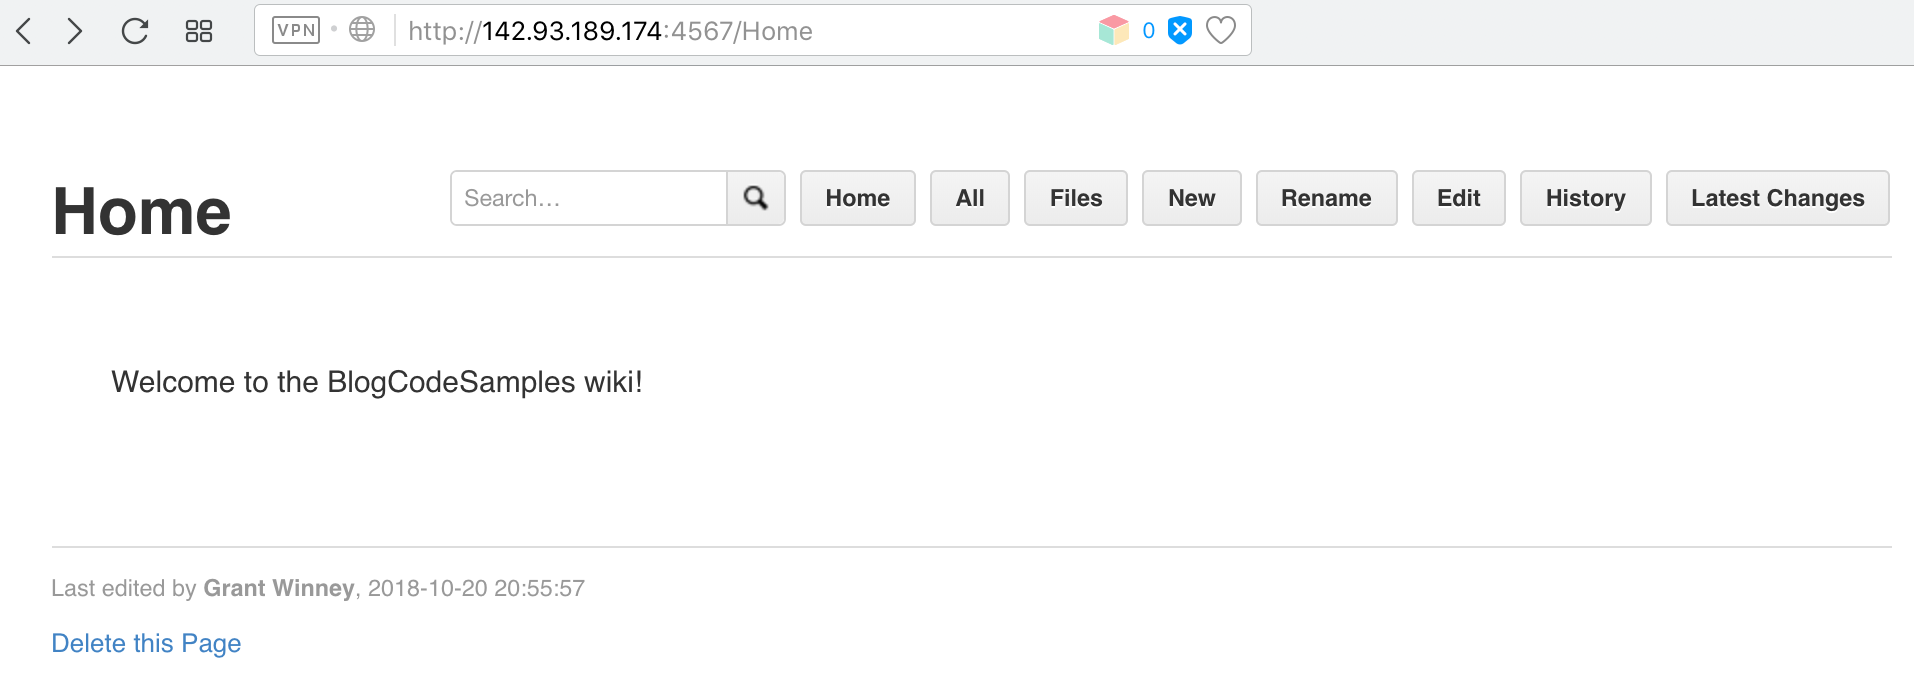 VPN http://142.93.189.174:4567/Home 0
Home Search... Home All Files New Rename Edit History Latest Changes
Welcome to the BlogCodeSamples wiki!
Last edited by Grant Winney, 2018-10-20 20:55:57
Delete this Page